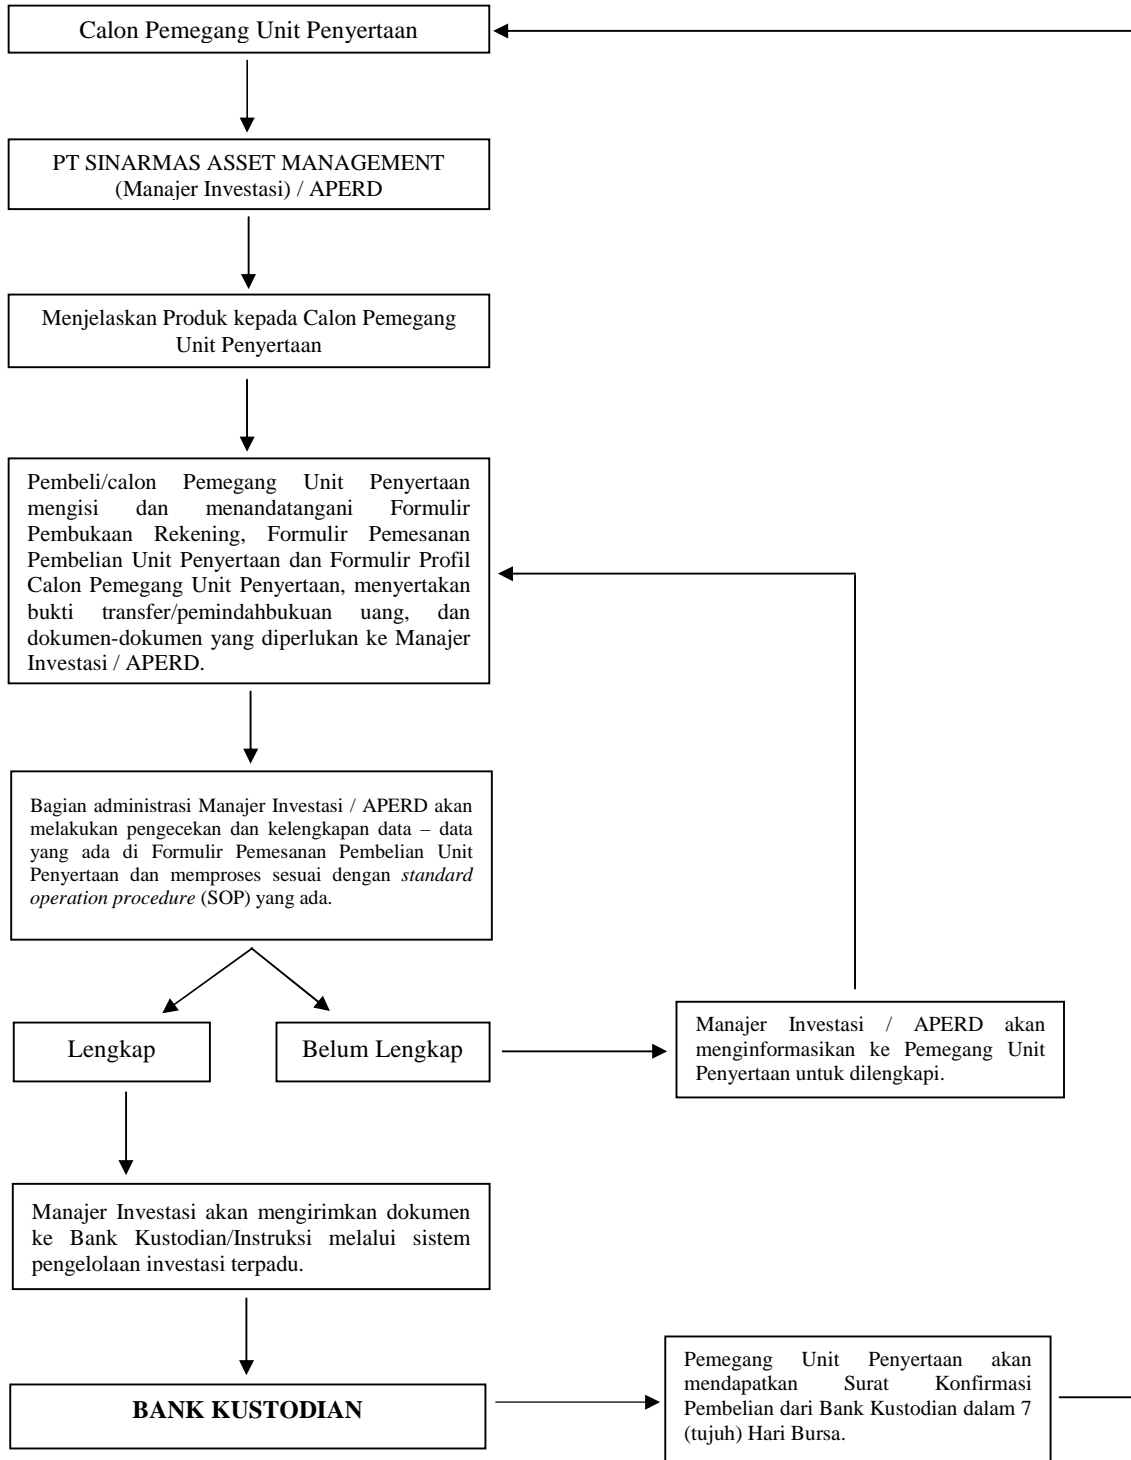 Calon Pemegang Unit Penyertaan
PT SINARMAS ASSET MANAGEMENT
(Manajer Investasi) / APERD
Menjelaskan Produk kepada Calon Pemegang
Unit Penyertaan
Pembeli/calon Pemegang Unit Penyertaan
mengisi dan menandatangani Formulir
Pembukaan Rekening, Formulir Pemesanan
Pembelian Unit Penyertaan dan Formulir Profil
Calon Pemegang Unit Penyertaan, menyertakan
bukti transfer/pemindahbukuan uang, dan
dokumen-dokumen yang diperlukan ke Manajer
Investasi / APERD.
Bagian administrasi Manajer Investasi / APERD akan
melakukan pengecekan dan kelengkapan data – data
yang ada di Formulir Pemesanan Pembelian Unit
Penyertaan dan memproses sesuai dengan standard
operation procedure (SOP) yang ada.
Lengkap
Belum Lengkap
Manajer Investasi / APERD akan
menginformasikan ke Pemegang Unit
Penyertaan untuk dilengkapi.
Manajer Investasi akan mengirimkan dokumen
ke Bank Kustodian/Instruksi melalui sistem
pengelolaan investasi terpadu.
BANK KUSTODIAN
Pemegang Unit Penyertaan akan
mendapatkan Surat Konfirmasi
Pembelian dari Bank Kustodian dalam 7
(tujuh) Hari Bursa.